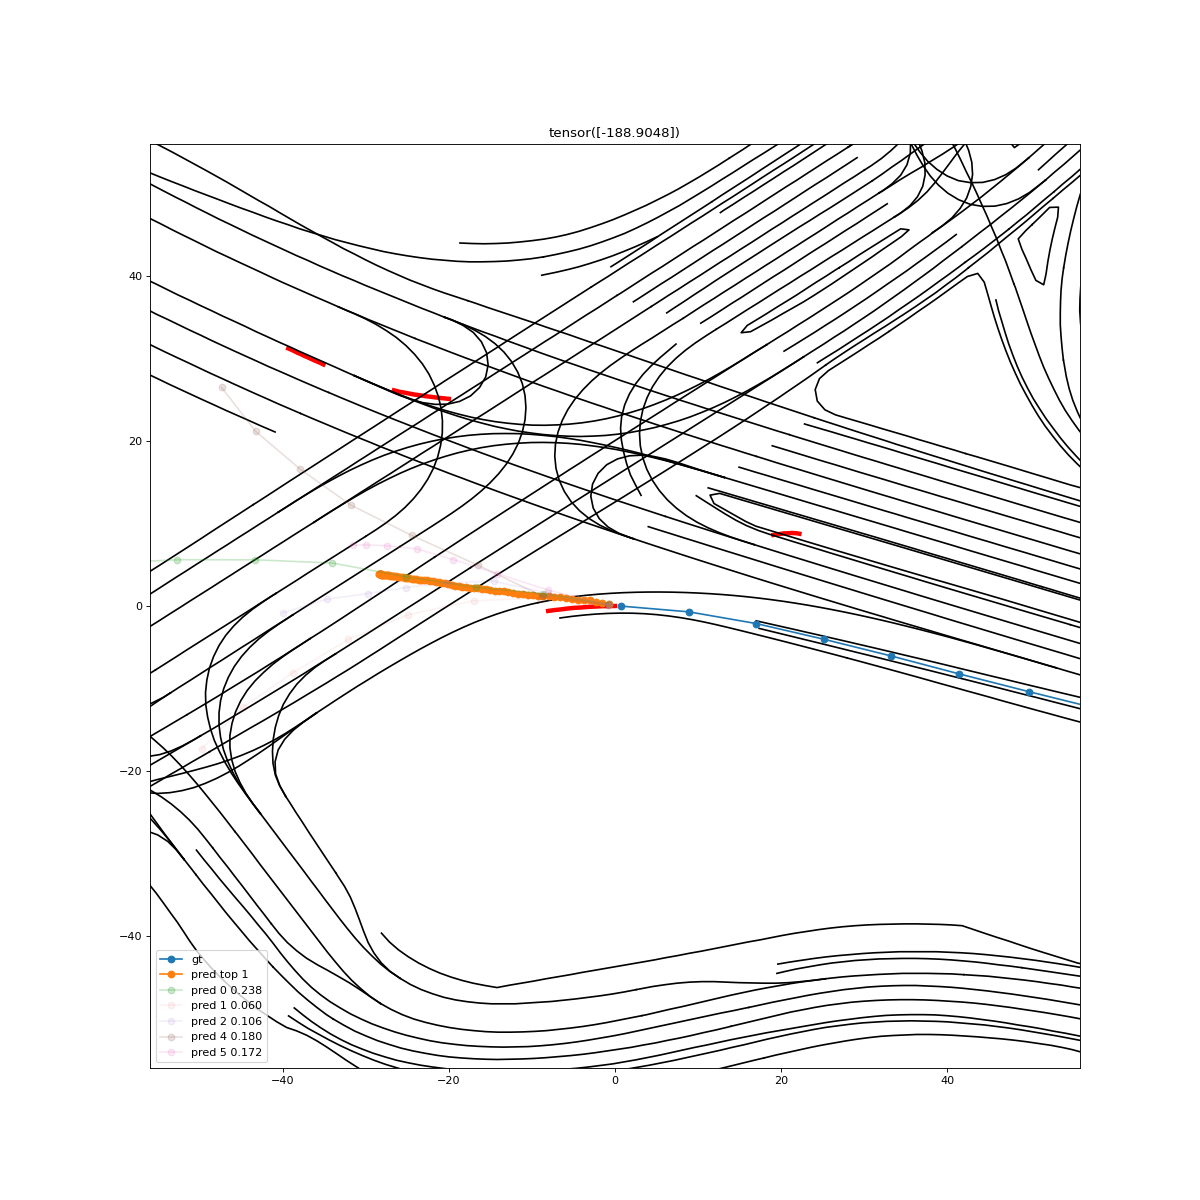 tensor([-188.9048])
40
20
0
−20
−40
−40
−20
0
20
40
gt
pred top 1
pred 0 0.238
pred 1 0.060
pred 2 0.106
pred 4 0.180
pred 5 0.172